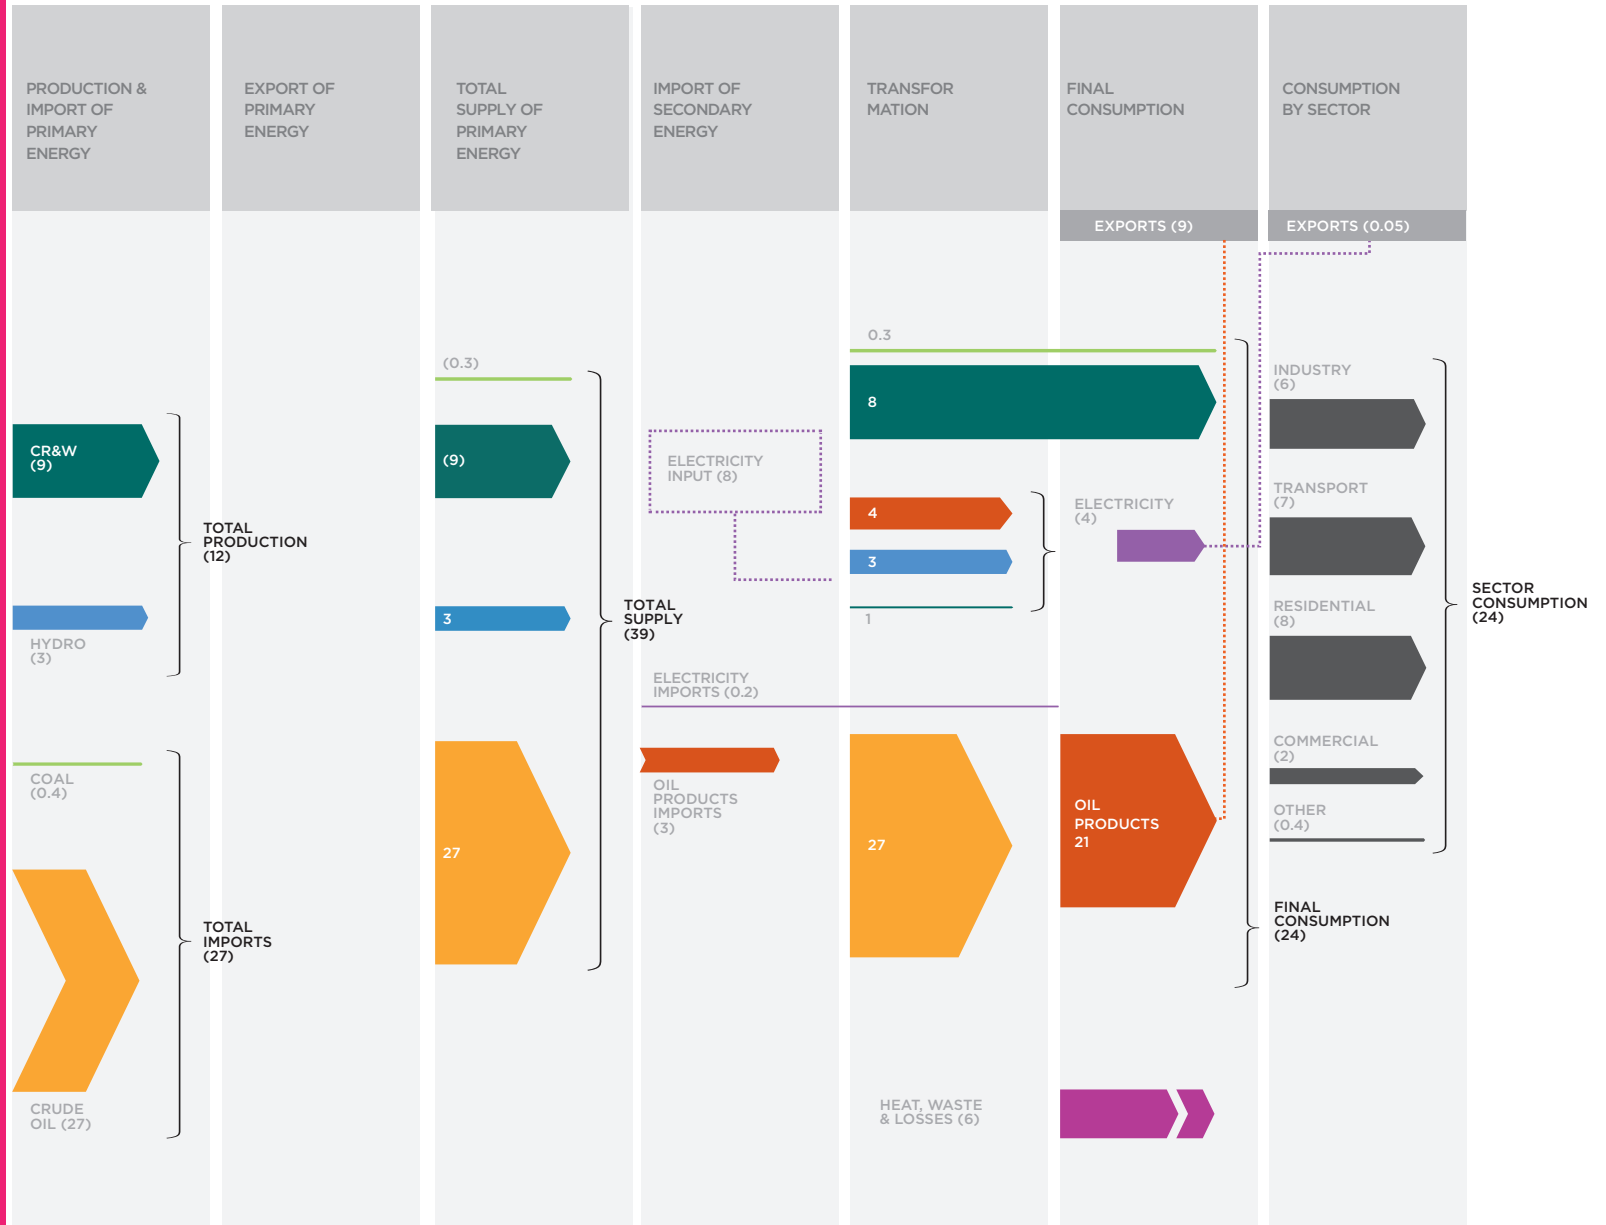 PRODUCTION &
IMPORT OF
PRIMARY
ENERGY
EXPORT OF
PRIMARY
ENERGY
TOTAL
SUPPLY OF
PRIMARY
ENERGY
IMPORT OF
SECONDARY
ENERGY
TRANSFOR
MATION
FINAL
CONSUMPTION
CONSUMPTION
BY SECTOR
EXPORTS (9)
EXPORTS (0.05)
CR&W
(9)
HYDRO
(3)
TOTAL
PRODUCTION
(12)
COAL
(0.4)
CRUDE
OIL (27)
TOTAL
IMPORTS
(27)
(0.3)
(9)
3
27
TOTAL
SUPPLY
(39)
ELECTRICITY
INPUT (8)
ELECTRICITY
IMPORTS (0.2)
OIL
PRODUCTS
IMPORTS
(3)
0.3
8
4
3
1
27
HEAT, WASTE
& LOSSES (6)
ELECTRICITY
(4)
OIL
PRODUCTS
21
FINAL
CONSUMPTION
(24)
INDUSTRY
(6)
TRANSPORT
(7)
RESIDENTIAL
(8)
COMMERCIAL
(2)
OTHER
(0.4)
SECTOR
CONSUMPTION
(24)